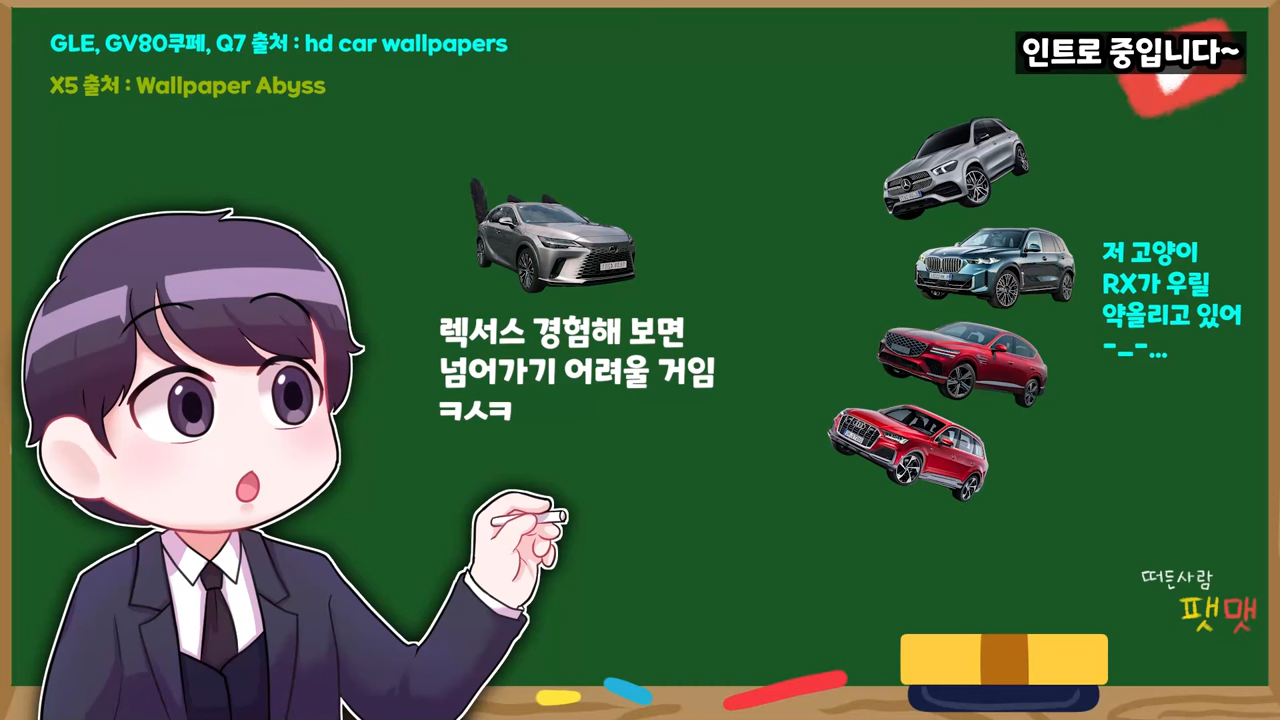 GLE, GV80쿠페, Q7 출처 : hd car wallpapers
X5 출처 : Wallpaper Abyss
인트로 중입니다~
렉서스 경험해 보면
넘어가기 어려울 거임
ㅋㅅㅋ
저 고양이
RX가 우릴
약올리고 있어
-_-...
떠든사람
팻맷